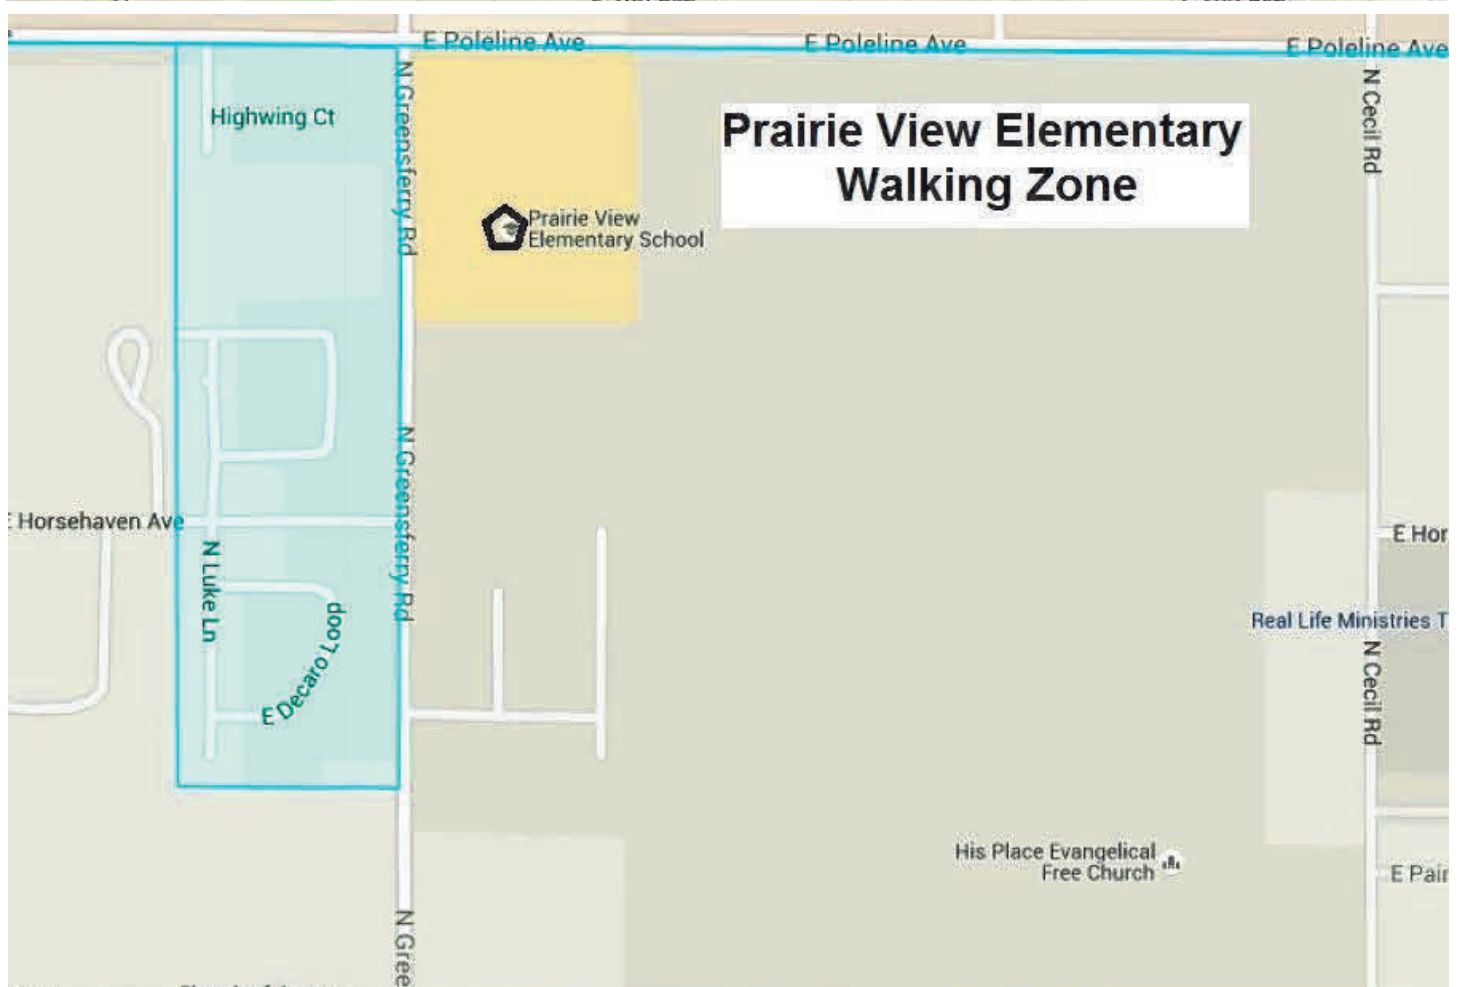 E Poleline Ave
E Poleline Ave
E Poleline Ave
N Greensferry Rd
N Cecil Rd
Highwing Ct
Prairie View Elementary
Walking Zone
Prairie View
Elementary School
N Greensferry Rd
E Horsehaven Ave
E Hor
N Luke Ln
E Decaro Loop
Real Life Ministries T
N Cecil Rd
His Place Evangelical
Free Church
E Pair
N Gree